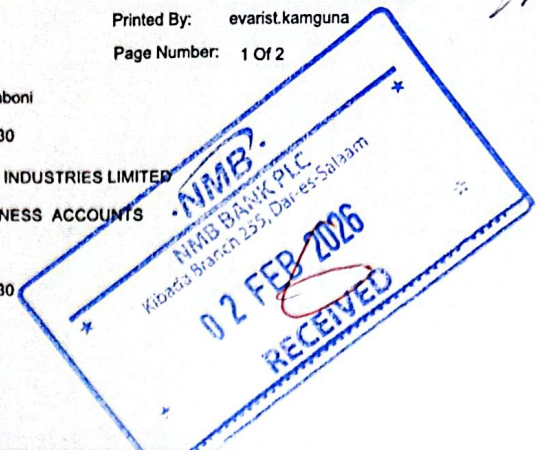 Printed By: evarist.kamguna
Page Number: 1 Of 2
boni
30
INDUSTRIES LIMITED
NESS ACCOUNTS
30
NMB
NMB BANK PLC
Kibada Branch 255, Dar-es-Salaam
02 FEB 2026
RECEIVED